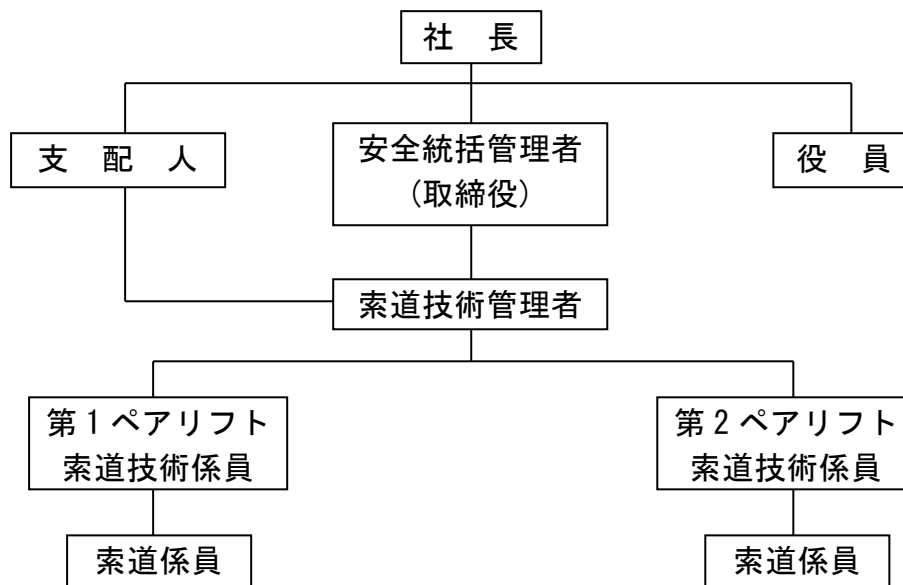 社　長
支　配　人
安全統括管理者
(取締役)
役　員
索道技術管理者
第１ペアリフト
索道技術係員
第２ペアリフト
索道技術係員
索道係員
索道係員